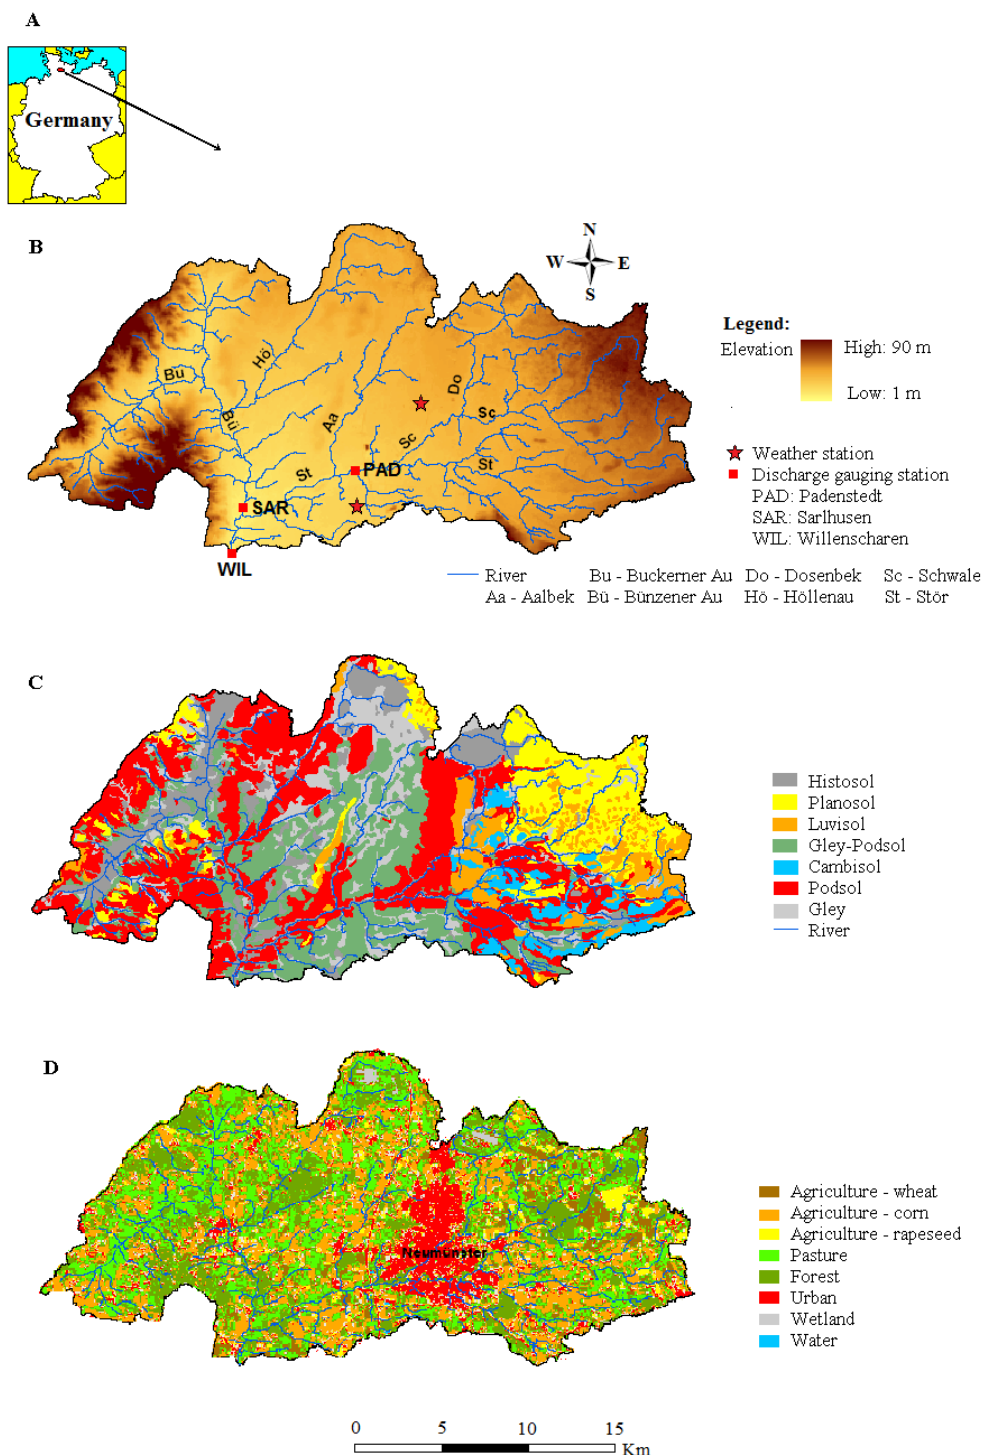 A
Germany
B
N
W E
S
Legend:
Elevation
High: 90 m
Low: 1 m
Weather station
Discharge gauging station
PAD: Padenstedt
SAR: Sarlhusen
WIL: Willenscharen
Bu
Hö
Bü
Aa
Do
Sc
Sc
St
St
PAD
SAR
WIL
River Bu - Buckerner Au Do - Dosenbek Sc - Schwale
Aa - Aalbek Bü - Bünzener Au Hö - Höllenau St - Stör
C
Histosol
Planosol
Luvisol
Gley-Podsol
Cambisol
Podsol
Gley
River
D
Neumünster
Agriculture - wheat
Agriculture - corn
Agriculture - rapeseed
Pasture
Forest
Urban
Wetland
Water
0 5 10 15
Km